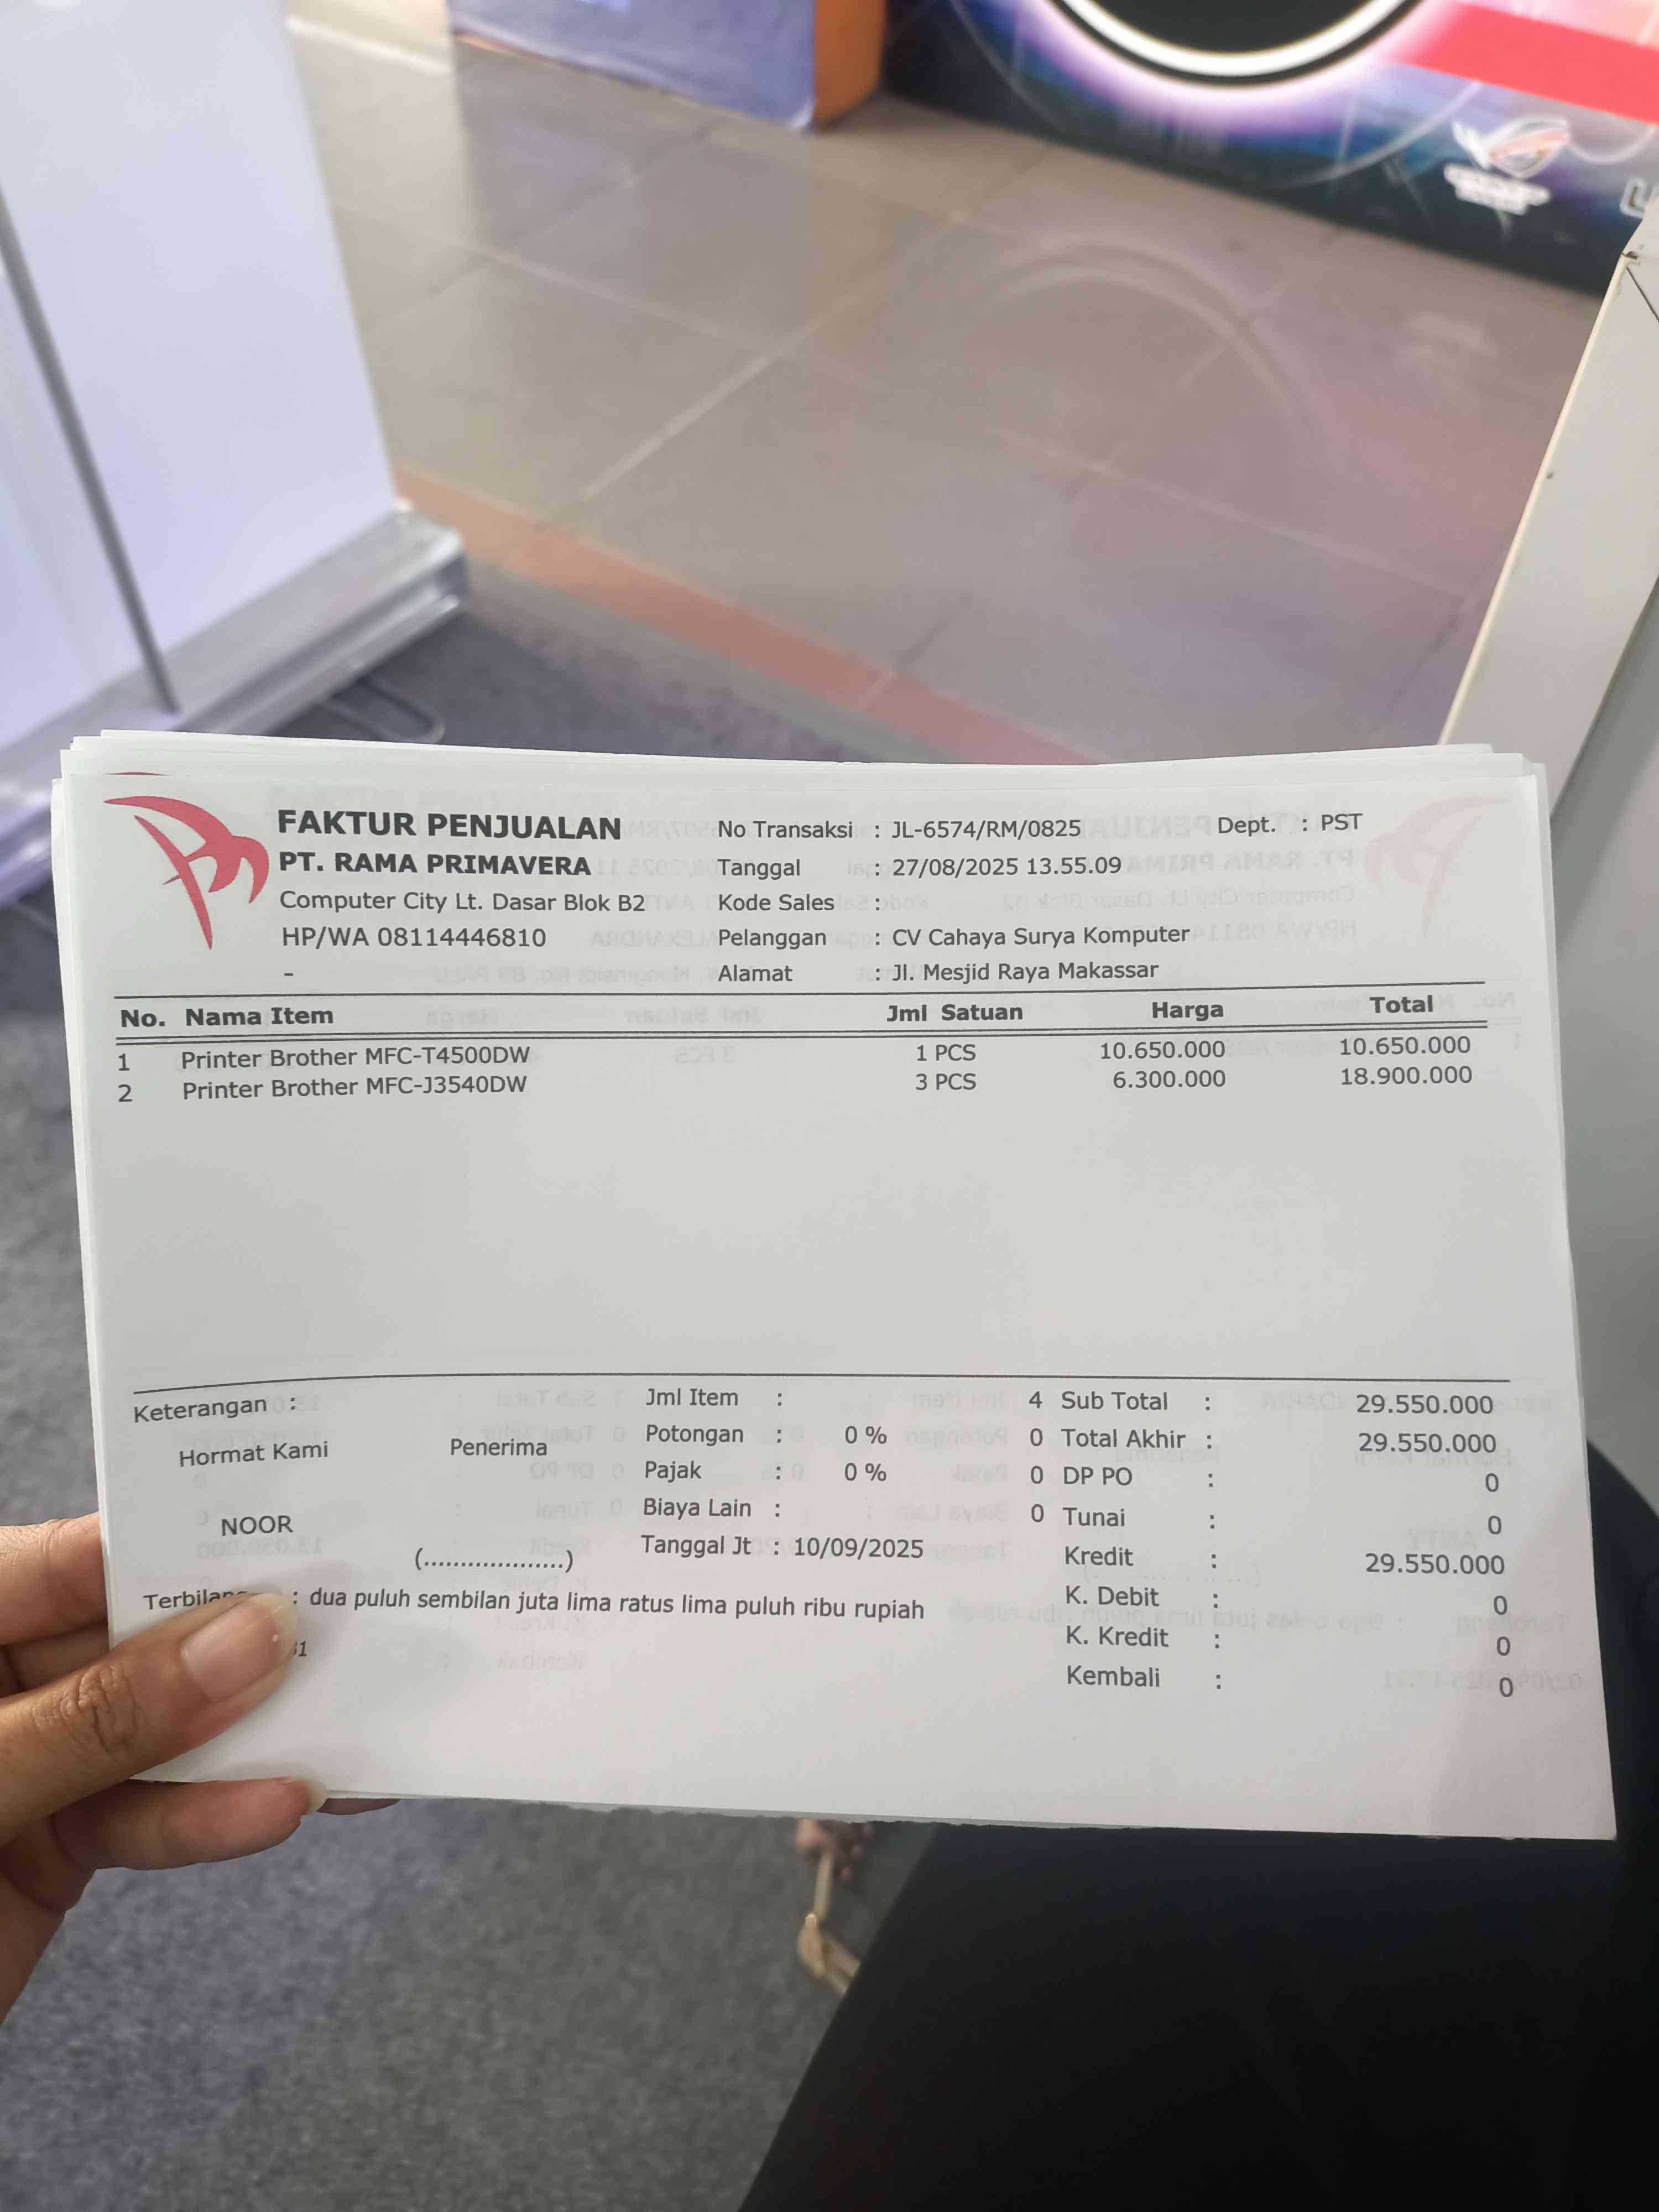 FAKTUR PENJUALAN
PT. RAMA PRIMAVERA
Computer City Lt. Dasar Blok B2
HP/WA 08114446810
-
No Transaksi : JL-6574/RM/0825 Dept. : PST
Tanggal : 27/08/2025 13.55.09
Kode Sales :
Pelanggan : CV Cahaya Surya Komputer
Alamat : Jl. Mesjid Raya Makassar
No. Nama Item Jml Satuan Harga Total
1 Printer Brother MFC-T4500DW 1 PCS 10.650.000 10.650.000
2 Printer Brother MFC-J3540DW 3 PCS 6.300.000 18.900.000
Keterangan :
Hormat Kami Penerima
NOOR
(..................)
Jml Item : 4
Potongan : 0 % 0
Pajak : 0 % 0
Biaya Lain : 0
Tanggal Jt : 10/09/2025
Sub Total : 29.550.000
Total Akhir : 29.550.000
DP PO : 0
Tunai : 0
Kredit : 29.550.000
K. Debit : 0
K. Kredit : 0
Kembali : 0
: dua puluh sembilan juta lima ratus lima puluh ribu rupiah